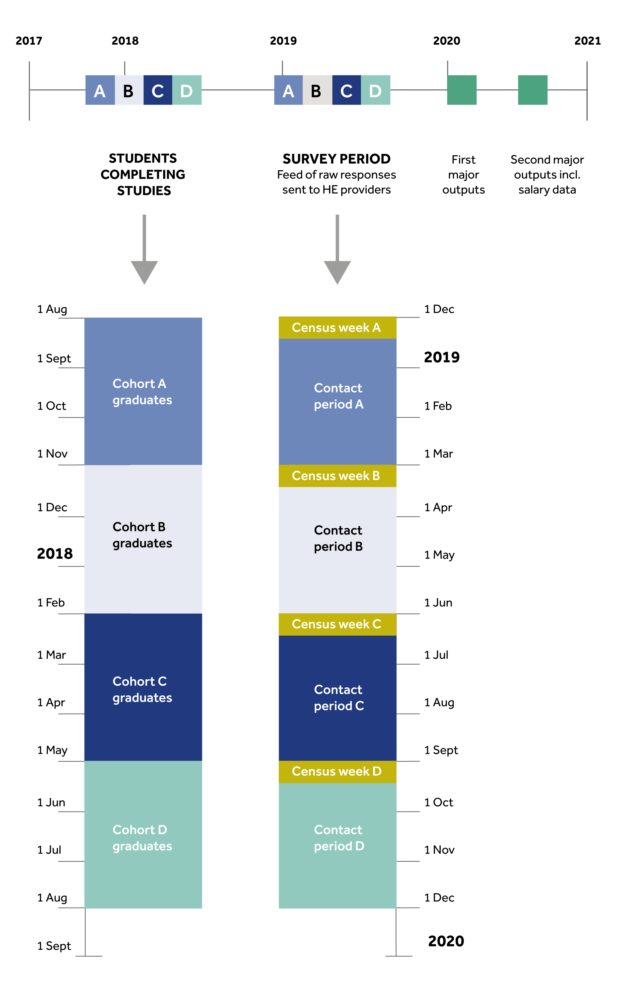 2017
2018
2019
2020
2021
A
B
C
D
A
B
C
D
STUDENTS
COMPLETING
STUDIES
SURVEY PERIOD
Feed of raw responses
sent to HE providers
First
major
outputs
Second major
outputs incl.
salary data
1 Aug
1 Sept
1 Oct
1 Nov
1 Dec
2018
1 Feb
1 Mar
1 Apr
1 May
1 Jun
1 Jul
1 Aug
1 Sept
Cohort A
graduates
Cohort B
graduates
Cohort C
graduates
Cohort D
graduates
Census week A
Contact
period A
Census week B
Contact
period B
Census week C
Contact
period C
Census week D
Contact
period D
1 Dec
2019
1 Feb
1 Mar
1 Apr
1 May
1 Jun
1 Jul
1 Aug
1 Sept
1 Oct
1 Nov
1 Dec
2020